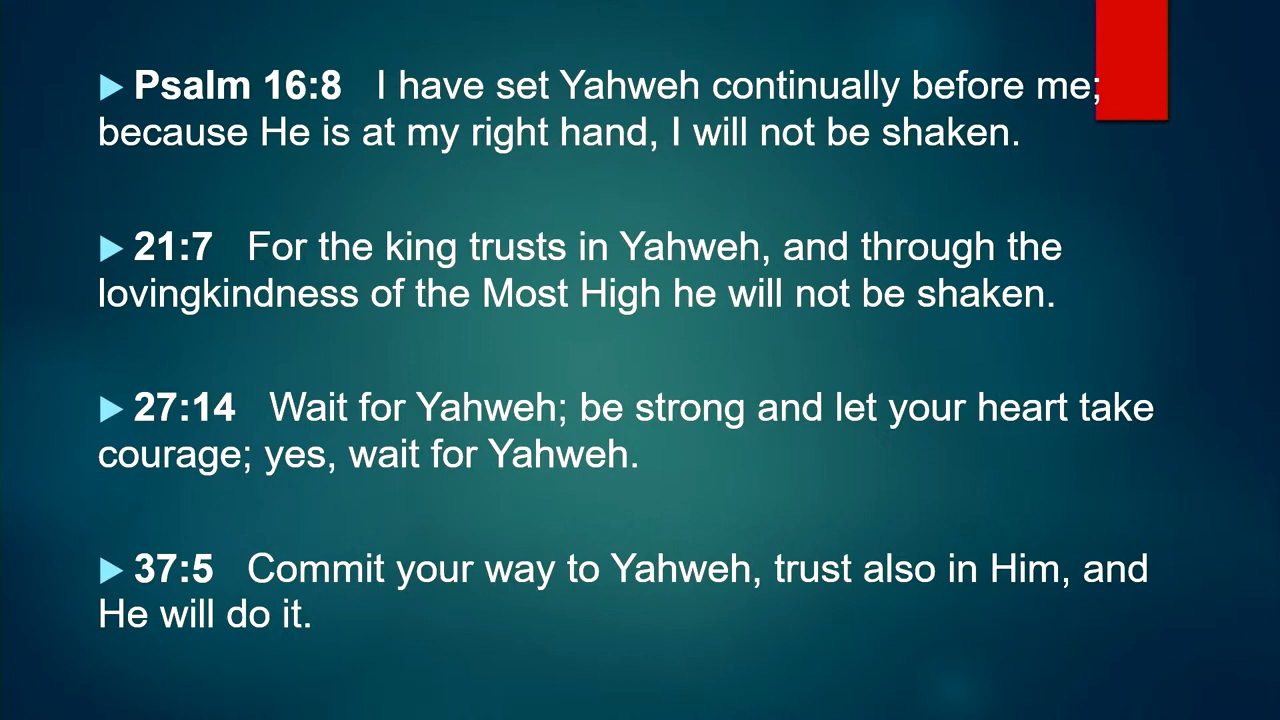 Psalm 16:8 I have set Yahweh continually before me;
because He is at my right hand, I will not be shaken.
21:7 For the king trusts in Yahweh, and through the
lovingkindness of the Most High he will not be shaken.
27:14 Wait for Yahweh; be strong and let your heart take
courage; yes, wait for Yahweh.
37:5 Commit your way to Yahweh, trust also in Him, and
He will do it.